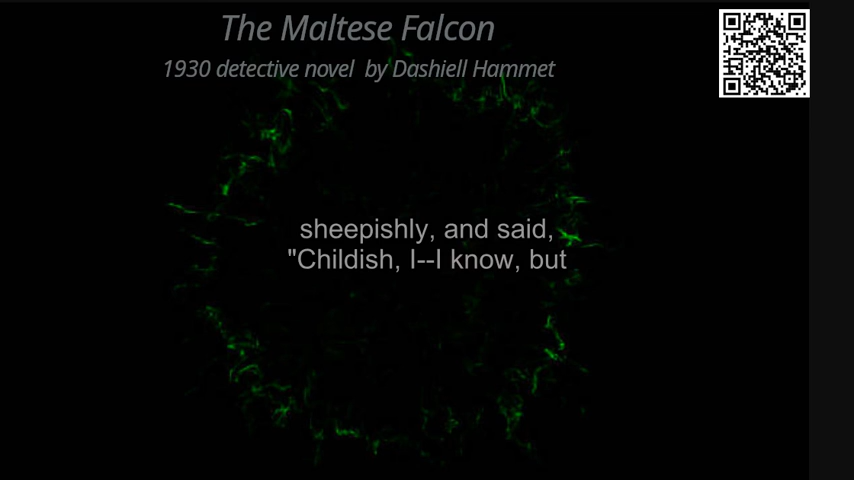 The Maltese Falcon
1930 detective novel by Dashiell Hammet
sheepishly, and said,
"Childish, I--I know, but